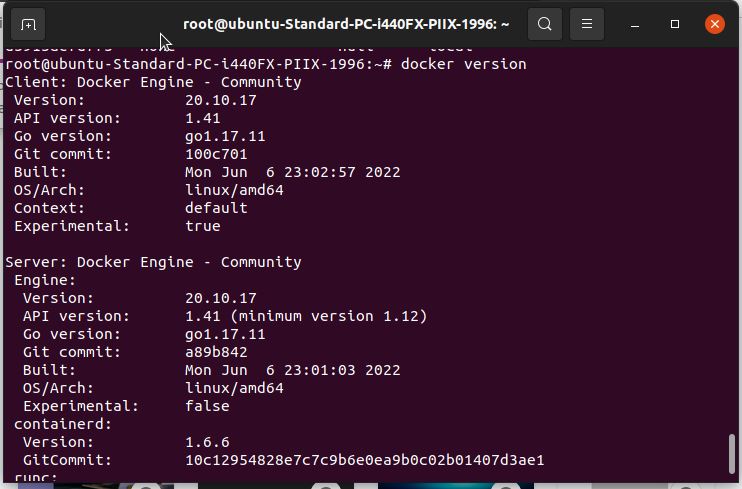 root@ubuntu-Standard-PC-i440FX-PIIX-1996: ~
root@ubuntu-Standard-PC-i440FX-PIIX-1996:~# docker version
Client: Docker Engine - Community
 Version:           20.10.17
 API version:       1.41
 Go version:        go1.17.11
 Git commit:        100c701
 Built:             Mon Jun  6 23:02:57 2022
 OS/Arch:           linux/amd64
 Context:           default
 Experimental:      true
Server: Docker Engine - Community
 Engine:
  Version:          20.10.17
  API version:      1.41 (minimum version 1.12)
  Go version:       go1.17.11
  Git commit:       a89b842
  Built:            Mon Jun  6 23:01:03 2022
  OS/Arch:          linux/amd64
  Experimental:     false
 containerd:
  Version:          1.6.6
  GitCommit:        10c12954828e7c7c9b6e0ea9b0c02b01407d3ae1
 runc: